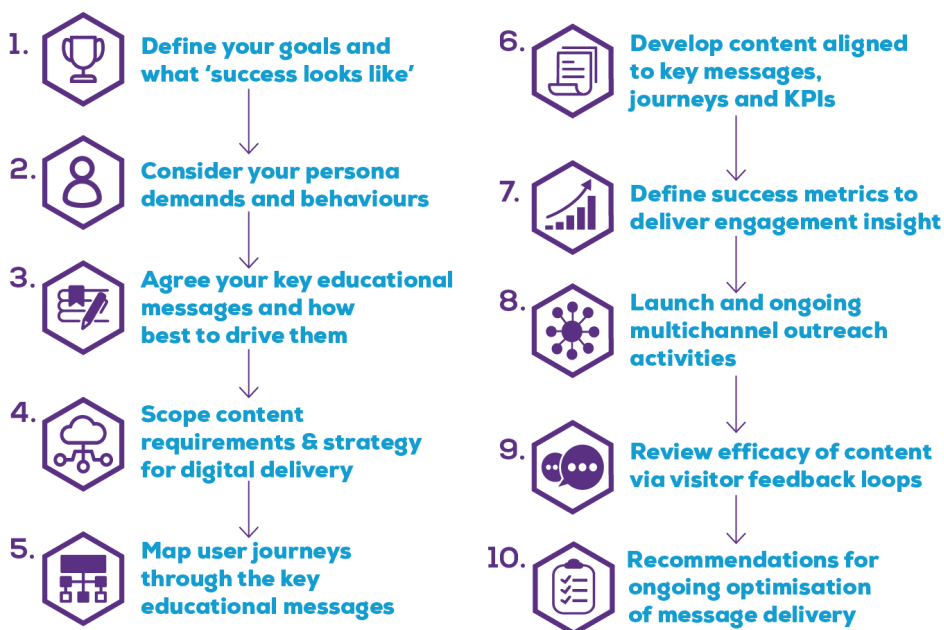 1. Define your goals and
what ‘success looks like’
2. Consider your persona
demands and behaviours
3. Agree your key educational
messages and how
best to drive them
4. Scope content
requirements & strategy
for digital delivery
5. Map user journeys
through the key
educational messages
6. Develop content aligned
to key messages,
journeys and KPIs
7. Define success metrics to
deliver engagement insight
8. Launch and ongoing
multichannel outreach
activities
9. Review efficacy of content
via visitor feedback loops
10. Recommendations for
ongoing optimisation
of message delivery